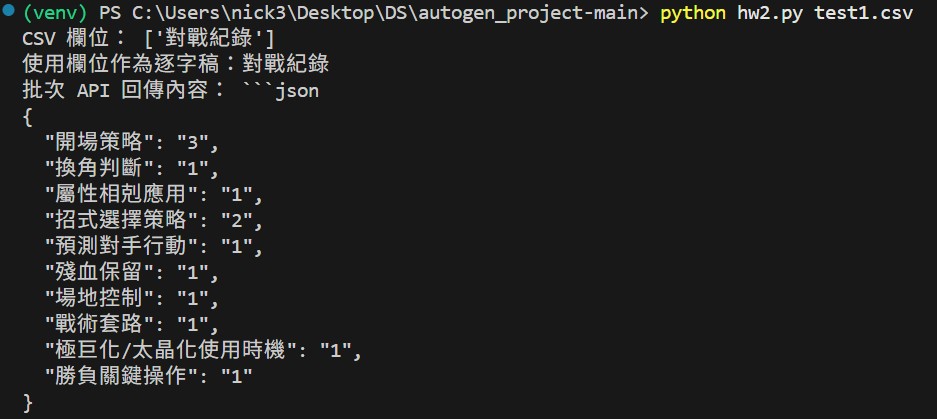 (venv) PS C:\Users\nick3\Desktop\DS\autogen_project-main> python hw2.py test1.csv
CSV 欄位： ['對戰紀錄']
使用欄位作為逐字稿：對戰紀錄
批次 API 回傳內容： ```json
{
  "開場策略": "3",
  "換角判斷": "1",
  "屬性相剋應用": "1",
  "招式選擇策略": "2",
  "預測對手行動": "1",
  "殘血保留": "1",
  "場地控制": "1",
  "戰術套路": "1",
  "極巨化/太晶化使用時機": "1",
  "勝負關鍵操作": "1"
}